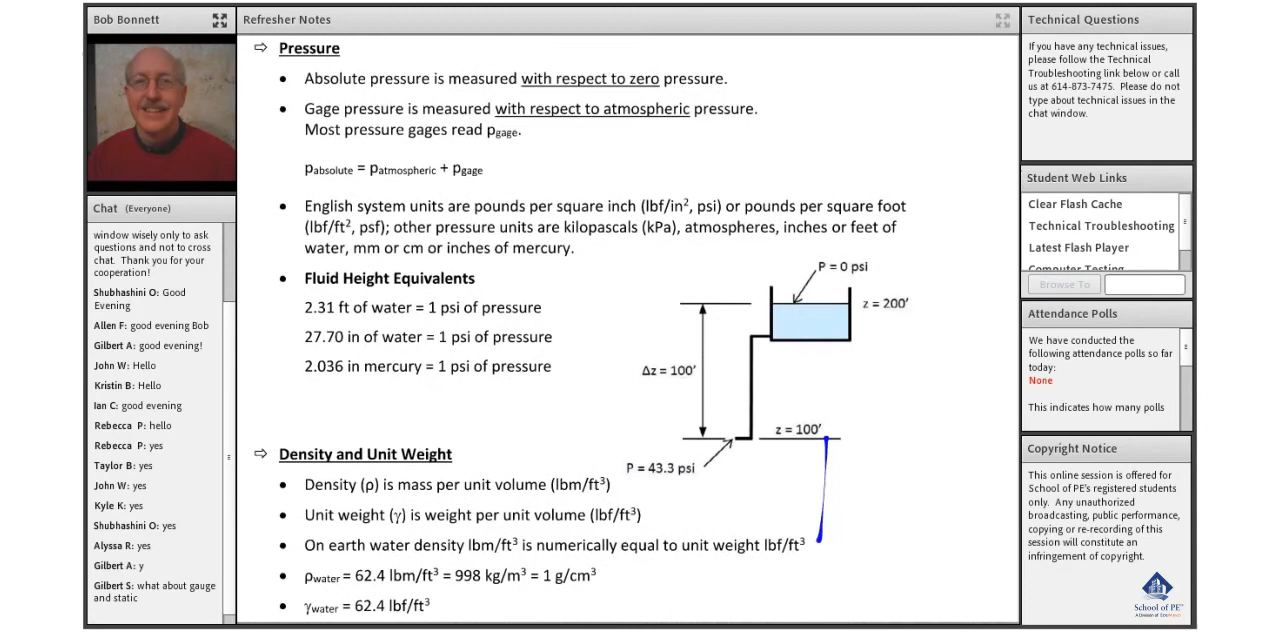 Bob Bonnett
Chat (Everyone)
window wisely only to ask
questions and not to cross
chat. Thank you for your
cooperation!
Shubhashini O: Good
Evening
Allen F: good evening Bob
Gilbert A: good evening!
John W: Hello
Kristin B: Hello
Ian C: good evening
Rebecca P: hello
Rebecca P: yes
Taylor B: yes
John W: yes
Kyle K: yes
Shubhashini O: yes
Alyssa R: yes
Gilbert A: y
Gilbert S: what about gauge
and static
Refresher Notes
⇨ Pressure
• Absolute pressure is measured with respect to zero pressure.
• Gage pressure is measured with respect to atmospheric pressure.
Most pressure gages read pgage.
pabsolute = patmospheric + pgage
• English system units are pounds per square inch (lbf/in², psi) or pounds per square foot
(lbf/ft², psf); other pressure units are kilopascals (kPa), atmospheres, inches or feet of
water, mm or cm or inches of mercury.
• Fluid Height Equivalents
2.31 ft of water = 1 psi of pressure
27.70 in of water = 1 psi of pressure
2.036 in mercury = 1 psi of pressure
P = 0 psi
z = 200'
Δz = 100'
z = 100'
P = 43.3 psi
⇨ Density and Unit Weight
• Density (ρ) is mass per unit volume (lbm/ft³)
• Unit weight (γ) is weight per unit volume (lbf/ft³)
• On earth water density lbm/ft³ is numerically equal to unit weight lbf/ft³
• ρwater = 62.4 lbm/ft³ = 998 kg/m³ = 1 g/cm³
• γwater = 62.4 lbf/ft³
Technical Questions
If you have any technical issues,
please follow the Technical
Troubleshooting link below or call
us at 614-873-7475. Please do not
type about technical issues in the
chat window.
Student Web Links
Clear Flash Cache
Technical Troubleshooting
Latest Flash Player
Computer Testing
Browse To
Attendance Polls
We have conducted the
following attendance polls so far
today:
None
This indicates how many polls
Copyright Notice
This online session is offered for
School of PE's registered students
only. Any unauthorized
broadcasting, public performance,
copying or re-recording of this
session will constitute an
infringement of copyright.
School of PE™